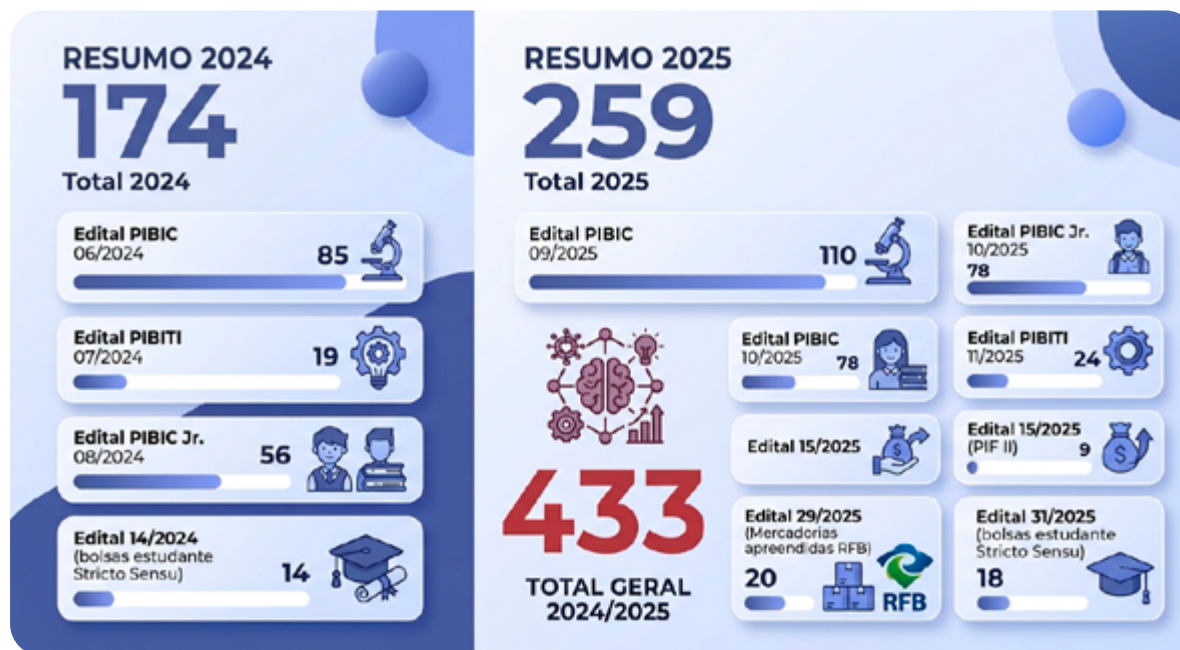 RESUMO 2024
174
Total 2024
Edital PIBIC
06/2024
85
Edital PIBITI
07/2024
19
Edital PIBIC Jr.
08/2024
56
Edital 14/2024
(bolsas estudante
Stricto Sensu)
14
RESUMO 2025
259
Total 2025
Edital PIBIC
09/2025
110
Edital PIBIC Jr.
10/2025
78
433
TOTAL GERAL
2024/2025
Edital PIBIC
10/2025
78
Edital PIBITI
11/2025
24
Edital 15/2025
$
Edital 15/2025
(PIF II)
9
$
Edital 29/2025
(Mercadorias
apreendidas RFB)
20
RFB
Edital 31/2025
(bolsas estudante
Stricto Sensu)
18